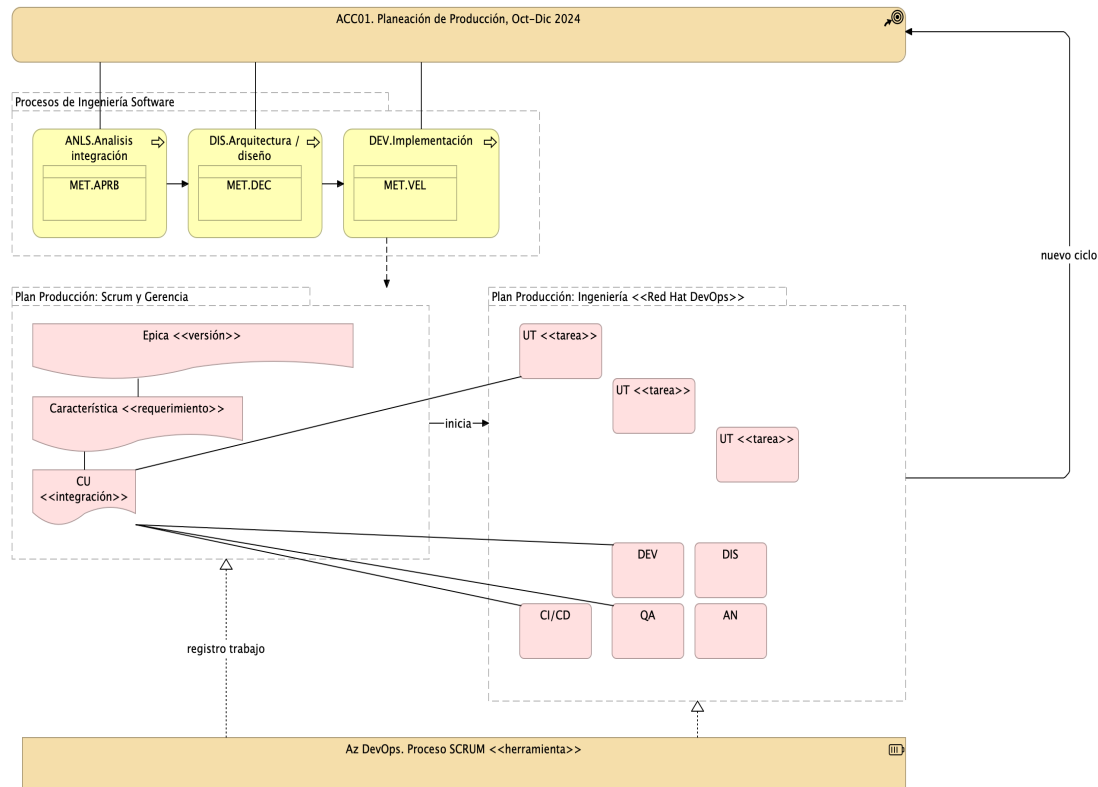 ACC01. Planeación de Producción, Oct-Dic 2024
Procesos de Ingeniería Software
ANLS.Analisis
integración
MET.APRB
DIS.Arquitectura /
diseño
MET.DEC
DEV.Implementación
MET.VEL
nuevo ciclo
Plan Producción: Scrum y Gerencia
Epica <<versión>>
Característica <<requerimiento>>
CU
<<integración>>
inicia
Plan Producción: Ingeniería <<Red Hat DevOps>>
UT <<tarea>>
UT <<tarea>>
UT <<tarea>>
DEV
DIS
CI/CD
QA
AN
registro trabajo
Az DevOps. Proceso SCRUM <<herramienta>>